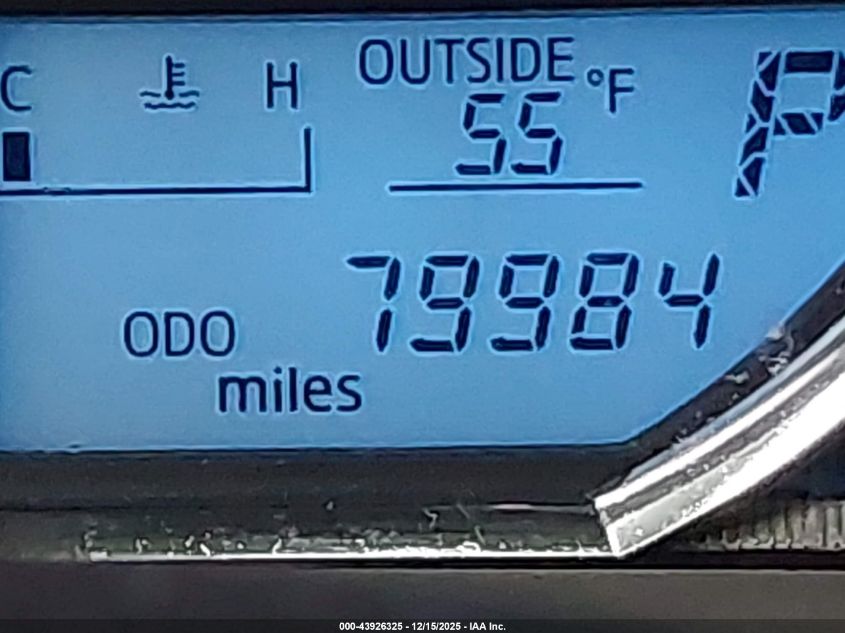 C H OUTSIDE
55 °F P
ODO 79984
miles
000-43926325 - 12/15/2025 - IAA Inc.